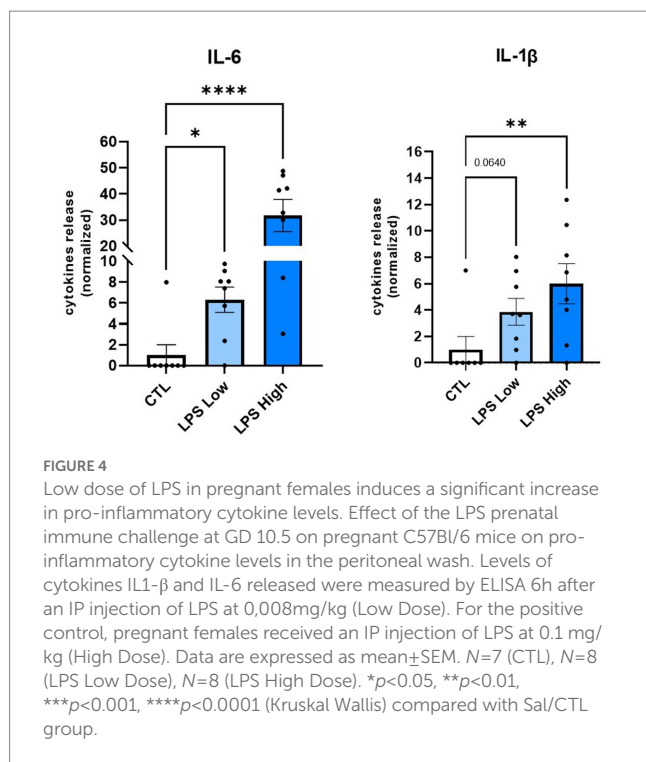 IL-6
****
*
60
50
40
30
20
10
8
6
4
2
0
cytokines release
(normalized)
CTL
LPS Low
LPS High
IL-1β
**
0.0640
16
14
12
10
8
6
4
2
0
cytokines release
(normalized)
CTL
LPS Low
LPS High
FIGURE 4
Low dose of LPS in pregnant females induces a significant increase
in pro-inflammatory cytokine levels. Effect of the LPS prenatal
immune challenge at GD 10.5 on pregnant C57Bl/6 mice on pro-
inflammatory cytokine levels in the peritoneal wash. Levels of
cytokines IL1-β and IL-6 released were measured by ELISA 6h after
an IP injection of LPS at 0,008mg/kg (Low Dose). For the positive
control, pregnant females received an IP injection of LPS at 0.1 mg/
kg (High Dose). Data are expressed as mean±SEM. N=7 (CTL), N=8
(LPS Low Dose), N=8 (LPS High Dose). *p<0.05, **p<0.01,
***p<0.001, ****p<0.0001 (Kruskal Wallis) compared with Sal/CTL
group.